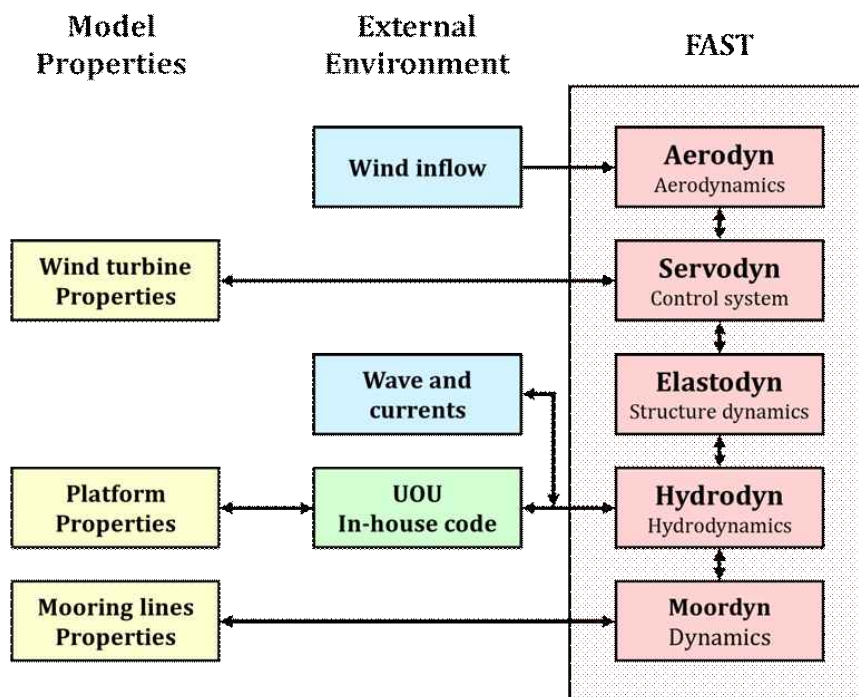 Model
Properties
External
Environment
FAST
Wind inflow
Aerodyn
Aerodynamics
Wind turbine
Properties
Servodyn
Control system
Wave and
currents
Elastodyn
Structure dynamics
Platform
Properties
UOU
In-house code
Hydrodyn
Hydrodynamics
Mooring lines
Properties
Moordyn
Dynamics